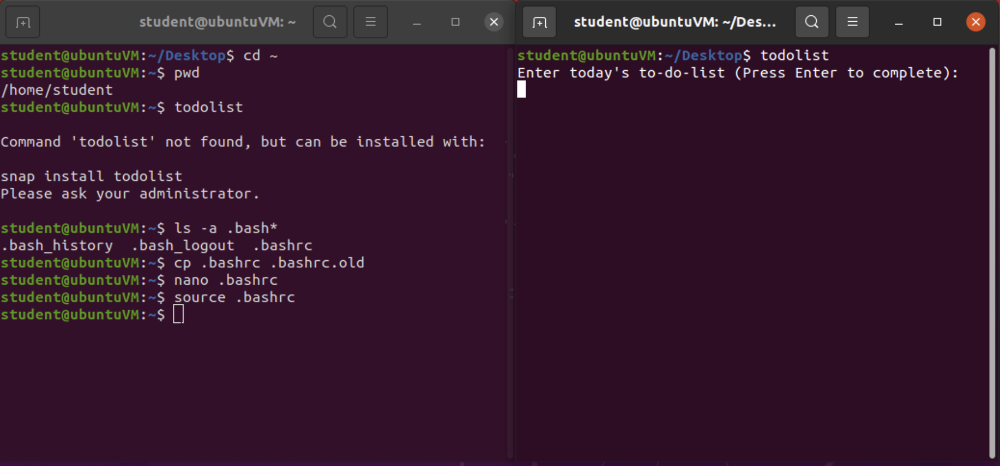 student@ubuntuVM: ~
student@ubuntuVM:~/Desktop$ cd ~
student@ubuntuVM:~$ pwd
/home/student
student@ubuntuVM:~$ todolist
Command 'todolist' not found, but can be installed with:
snap install todolist
Please ask your administrator.
student@ubuntuVM:~$ ls -a .bash*
.bash_history  .bash_logout  .bashrc
student@ubuntuVM:~$ cp .bashrc .bashrc.old
student@ubuntuVM:~$ nano .bashrc
student@ubuntuVM:~$ source .bashrc
student@ubuntuVM:~$
student@ubuntuVM: ~/Des...
student@ubuntuVM:~/Desktop$ todolist
Enter today's to-do-list (Press Enter to complete):